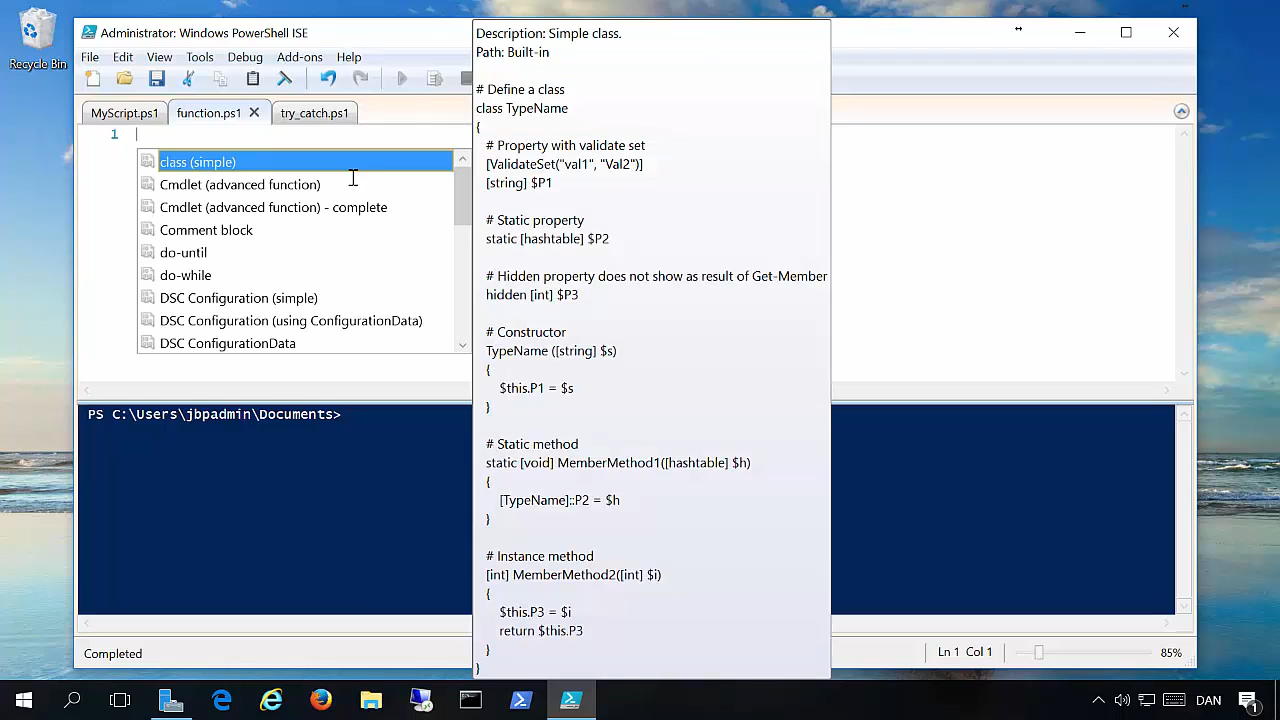 Recycle Bin
Administrator: Windows PowerShell ISE
File Edit View Tools Debug Add-ons Help
MyScript.ps1 function.ps1 try_catch.ps1
1
class (simple)
Cmdlet (advanced function)
Cmdlet (advanced function) - complete
Comment block
do-until
do-while
DSC Configuration (simple)
DSC Configuration (using ConfigurationData)
DSC ConfigurationData
Description: Simple class.
Path: Built-in
# Define a class
class TypeName
{
# Property with validate set
[ValidateSet("val1", "Val2")]
[string] $P1
# Static property
static [hashtable] $P2
# Hidden property does not show as result of Get-Member
hidden [int] $P3
# Constructor
TypeName ([string] $s)
{
$this.P1 = $s
}
# Static method
static [void] MemberMethod1([hashtable] $h)
{
[TypeName]::P2 = $h
}
# Instance method
[int] MemberMethod2([int] $i)
{
$this.P3 = $i
return $this.P3
}
}
PS C:\Users\jbpadmin\Documents>
Completed
Ln 1 Col 1
85%
DAN
1